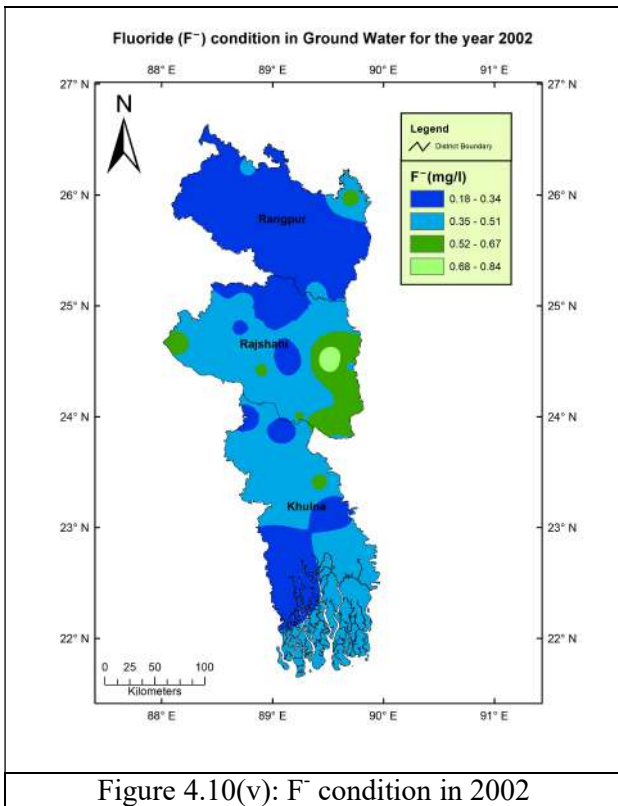 Fluoride (F⁻) condition in Ground Water for the year 2002
88° E 89° E 90° E 91° E
27° N 27° N
N
Legend
District Boundary
F⁻(mg/l)
0.18 - 0.34
0.35 - 0.51
0.52 - 0.67
0.68 - 0.84
26° N 26° N
Rangpur
25° N 25° N
Rajshahi
24° N 24° N
Khulna
23° N 23° N
22° N 22° N
0 25 50 100
Kilometers
88° E 89° E 90° E 91° E
Figure 4.10(v): F⁻ condition in 2002